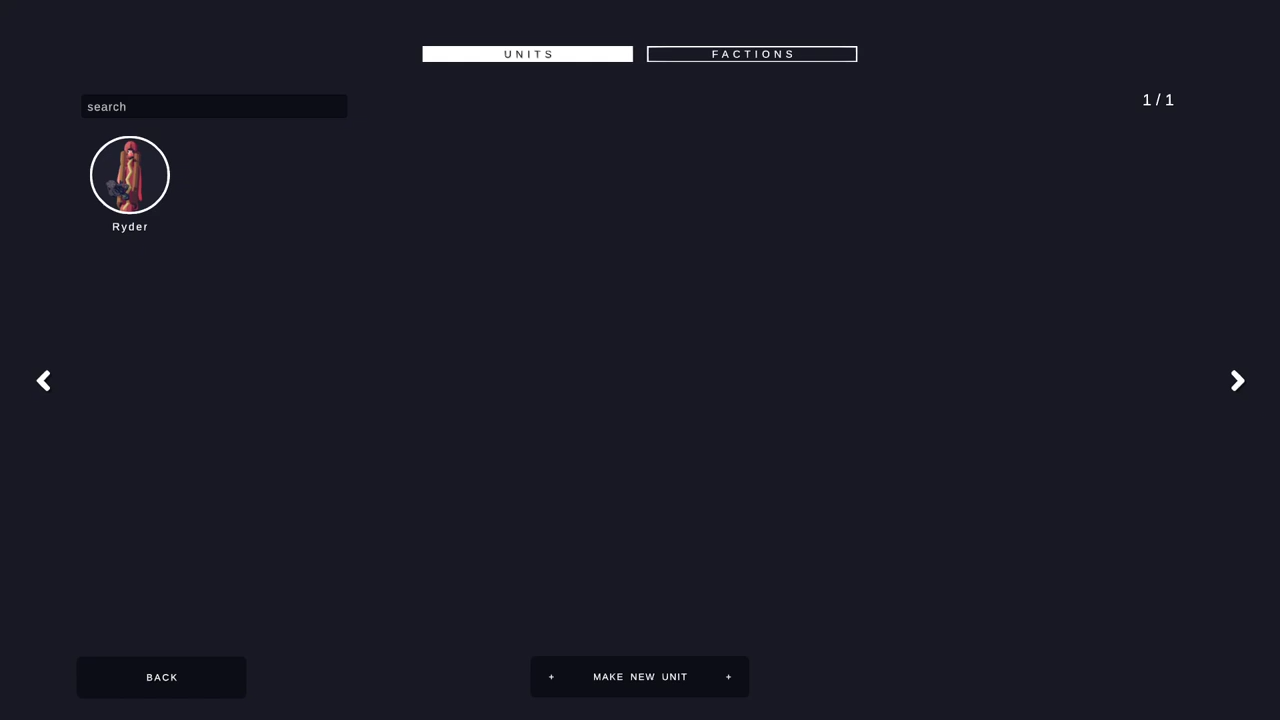 UNITS
FACTIONS
search
1 / 1
Ryder
BACK
+ MAKE NEW UNIT +